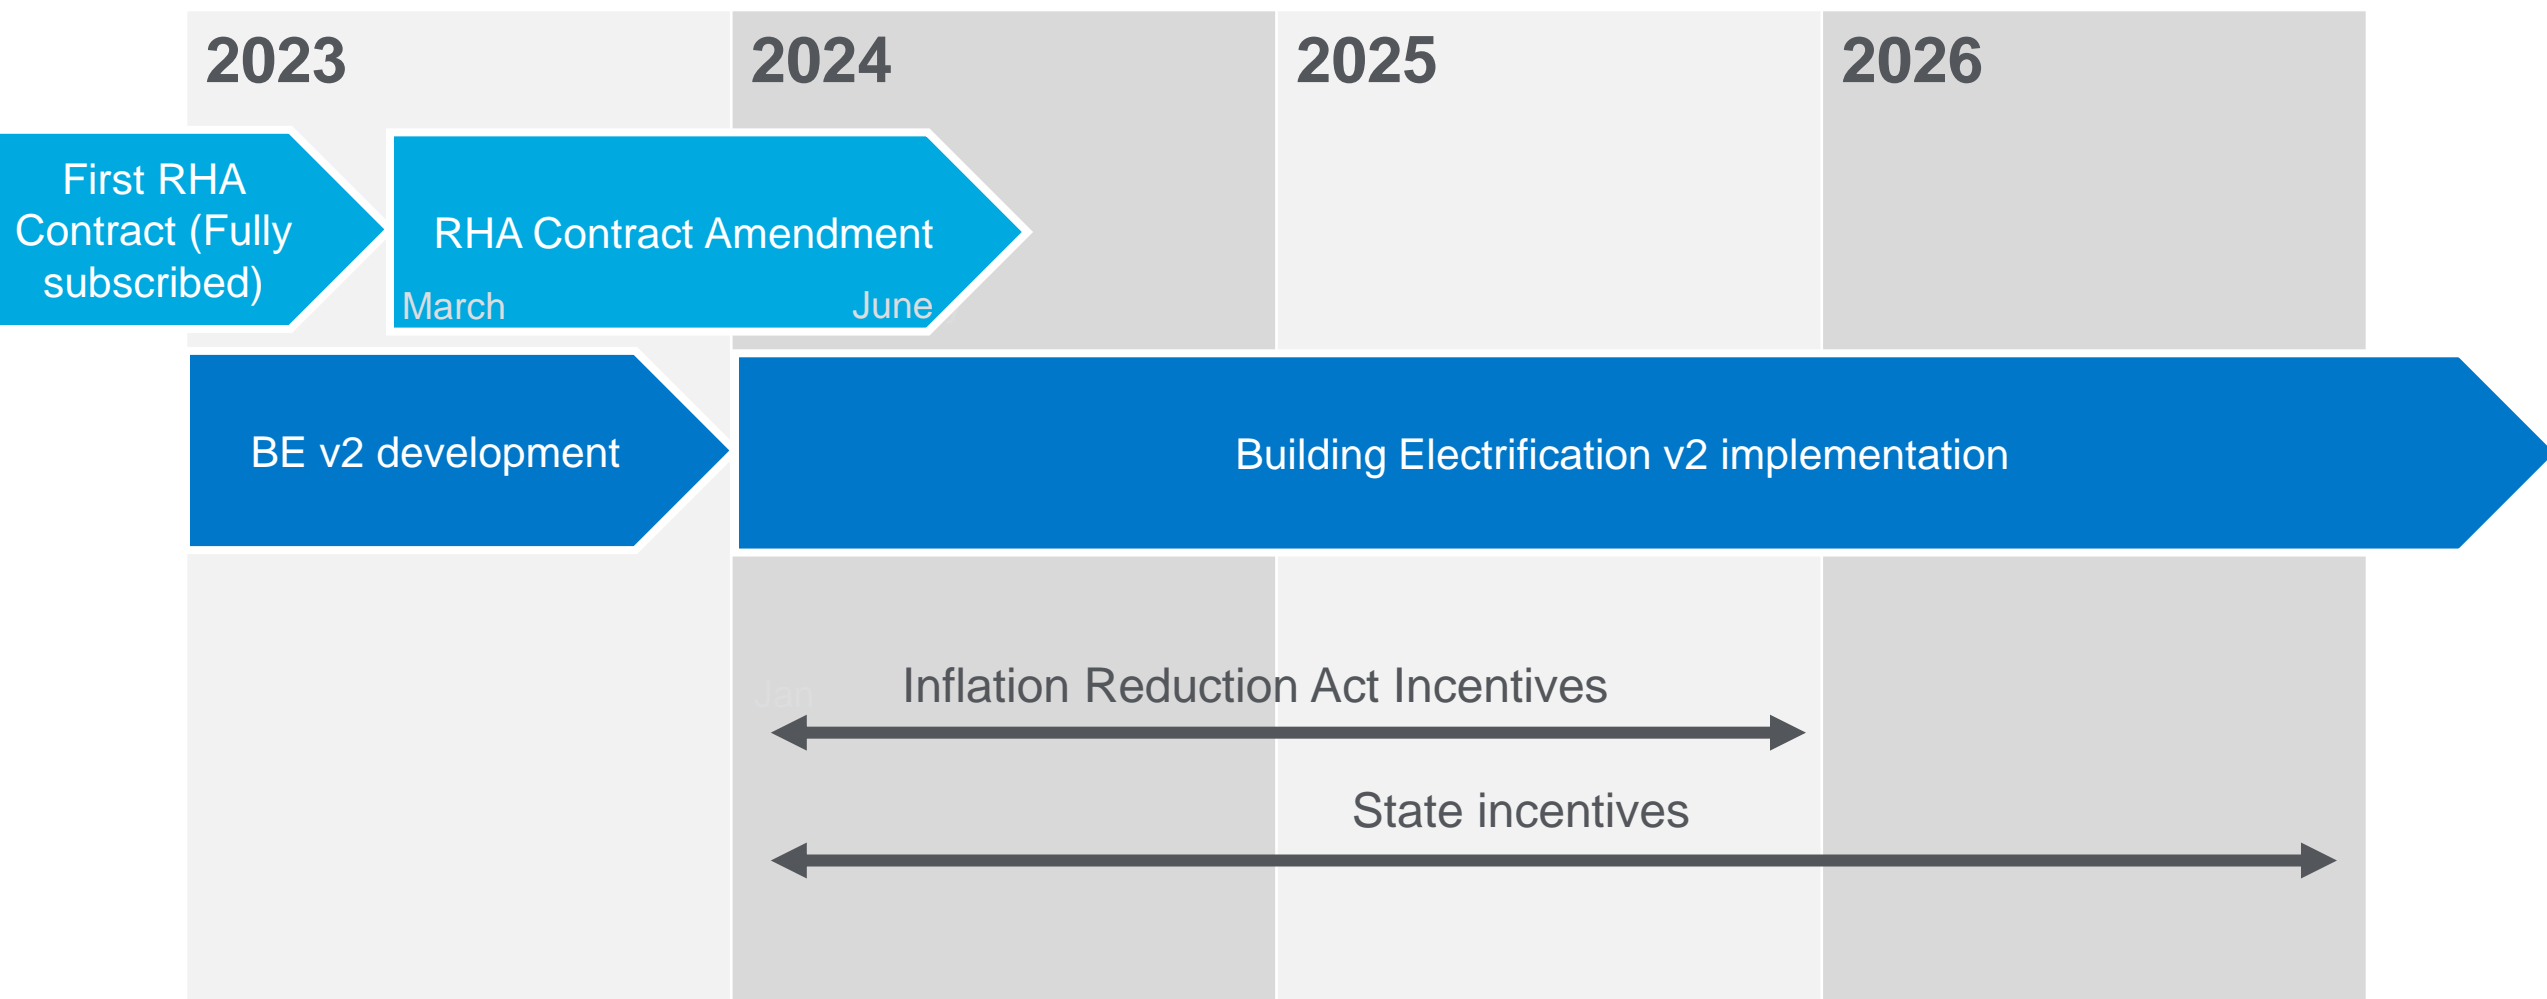 2023
2024
2025
2026
First RHA
Contract (Fully
subscribed)
RHA Contract Amendment
March
June
BE v2 development
Building Electrification v2 implementation
Jan
Inflation Reduction Act Incentives
State incentives